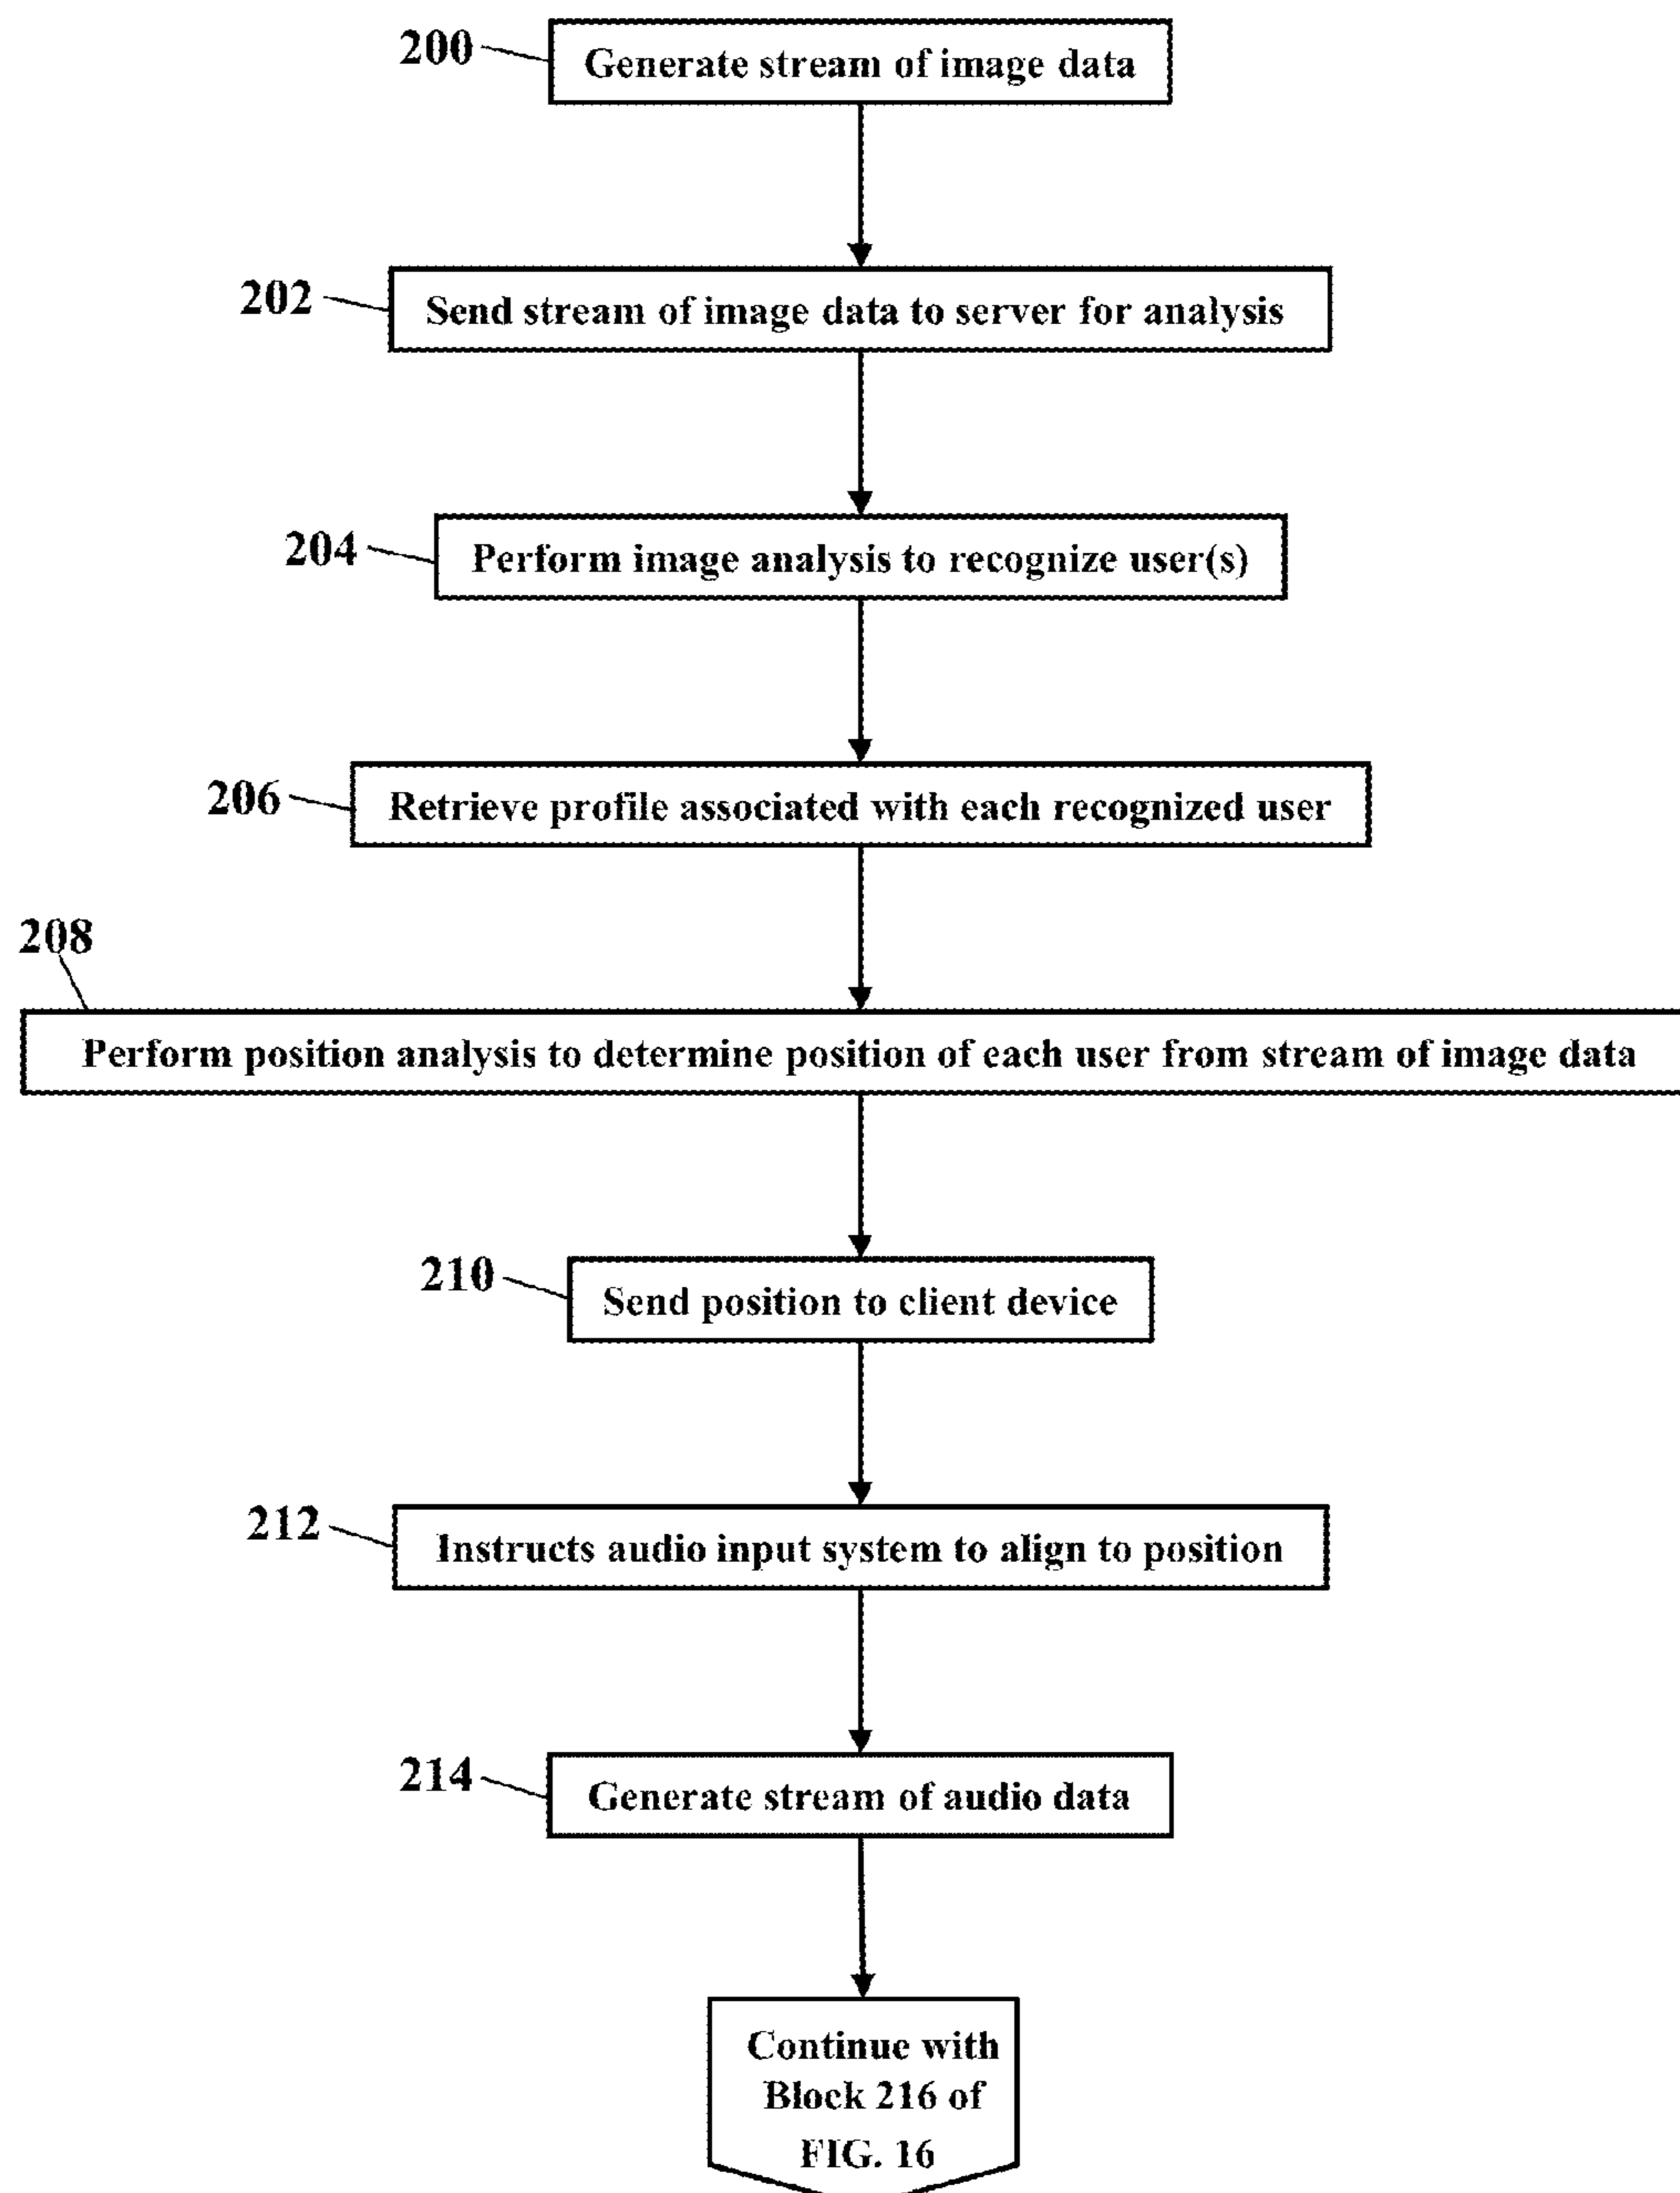 200
Generate stream of image data
202
Send stream of image data to server for analysis
204
Perform image analysis to recognize user(s)
206
Retrieve profile associated with each recognized user
208
Perform position analysis to determine position of each user from stream of image data
210
Send position to client device
212
Instructs audio input system to align to position
214
Generate stream of audio data
Continue with
Block 216 of
FIG. 16